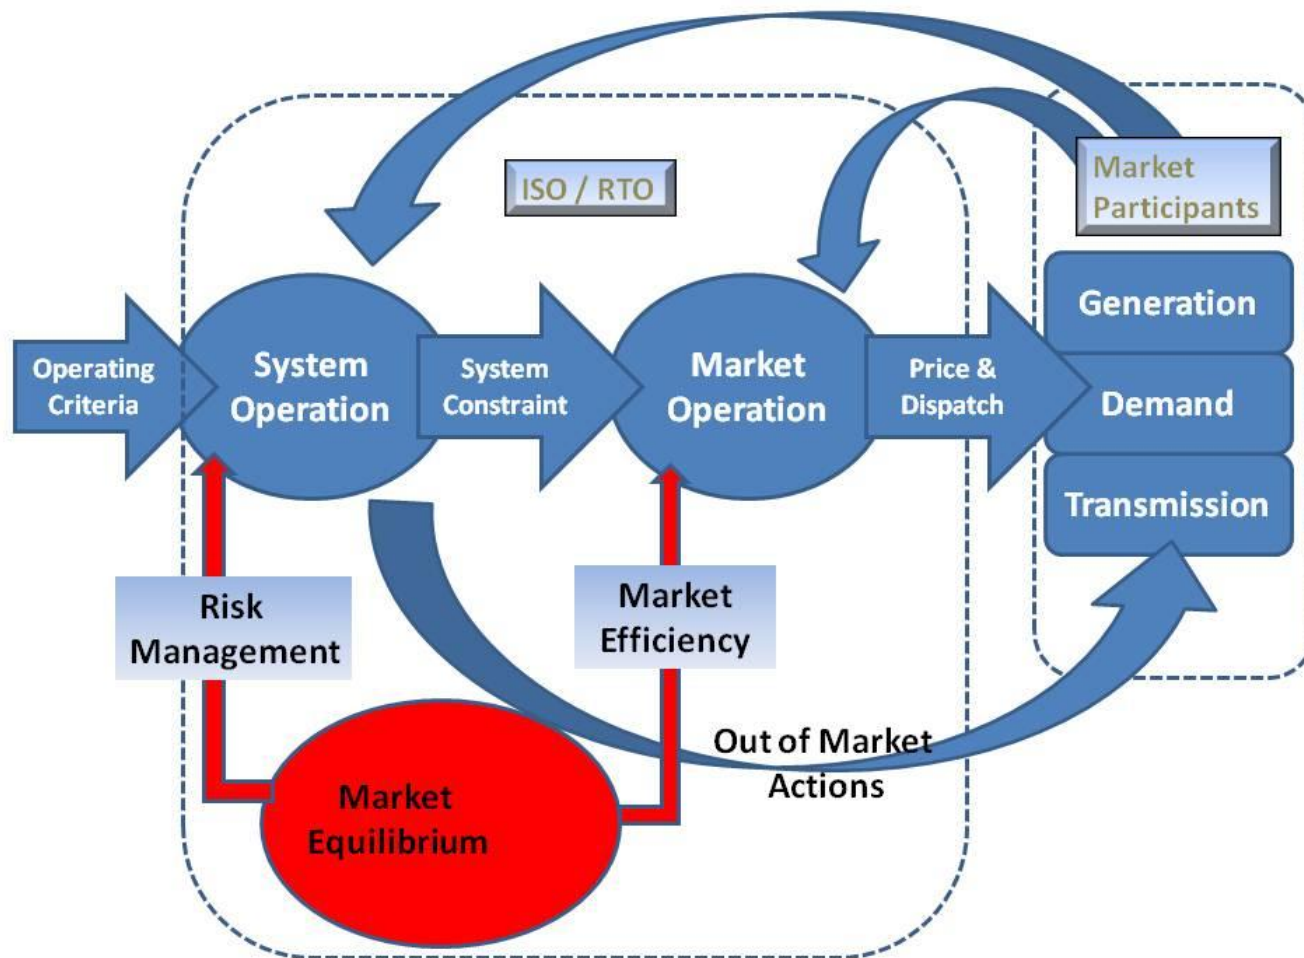 ISO / RTO
Market
Participants
Operating
Criteria
System
Operation
System
Constraint
Market
Operation
Price &
Dispatch
Generation
Demand
Transmission
Risk
Management
Market
Efficiency
Out of Market
Actions
Market
Equilibrium